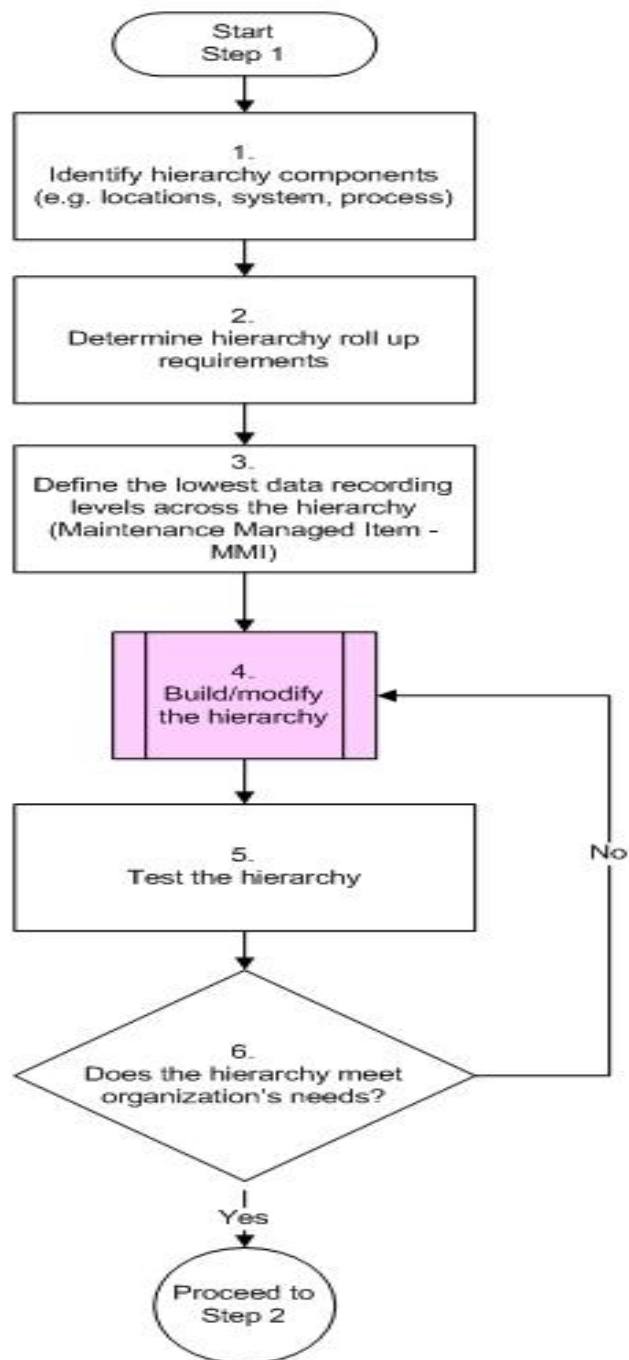 Start
Step 1
1.
Identify hierarchy components
(e.g. locations, system, process)
2.
Determine hierarchy roll up
requirements
3.
Define the lowest data recording
levels across the hierarchy
(Maintenance Managed Item -
MMI)
4.
Build/modify
the hierarchy
5.
Test the hierarchy
No
6.
Does the hierarchy meet
organization's needs?
Yes
Proceed to
Step 2